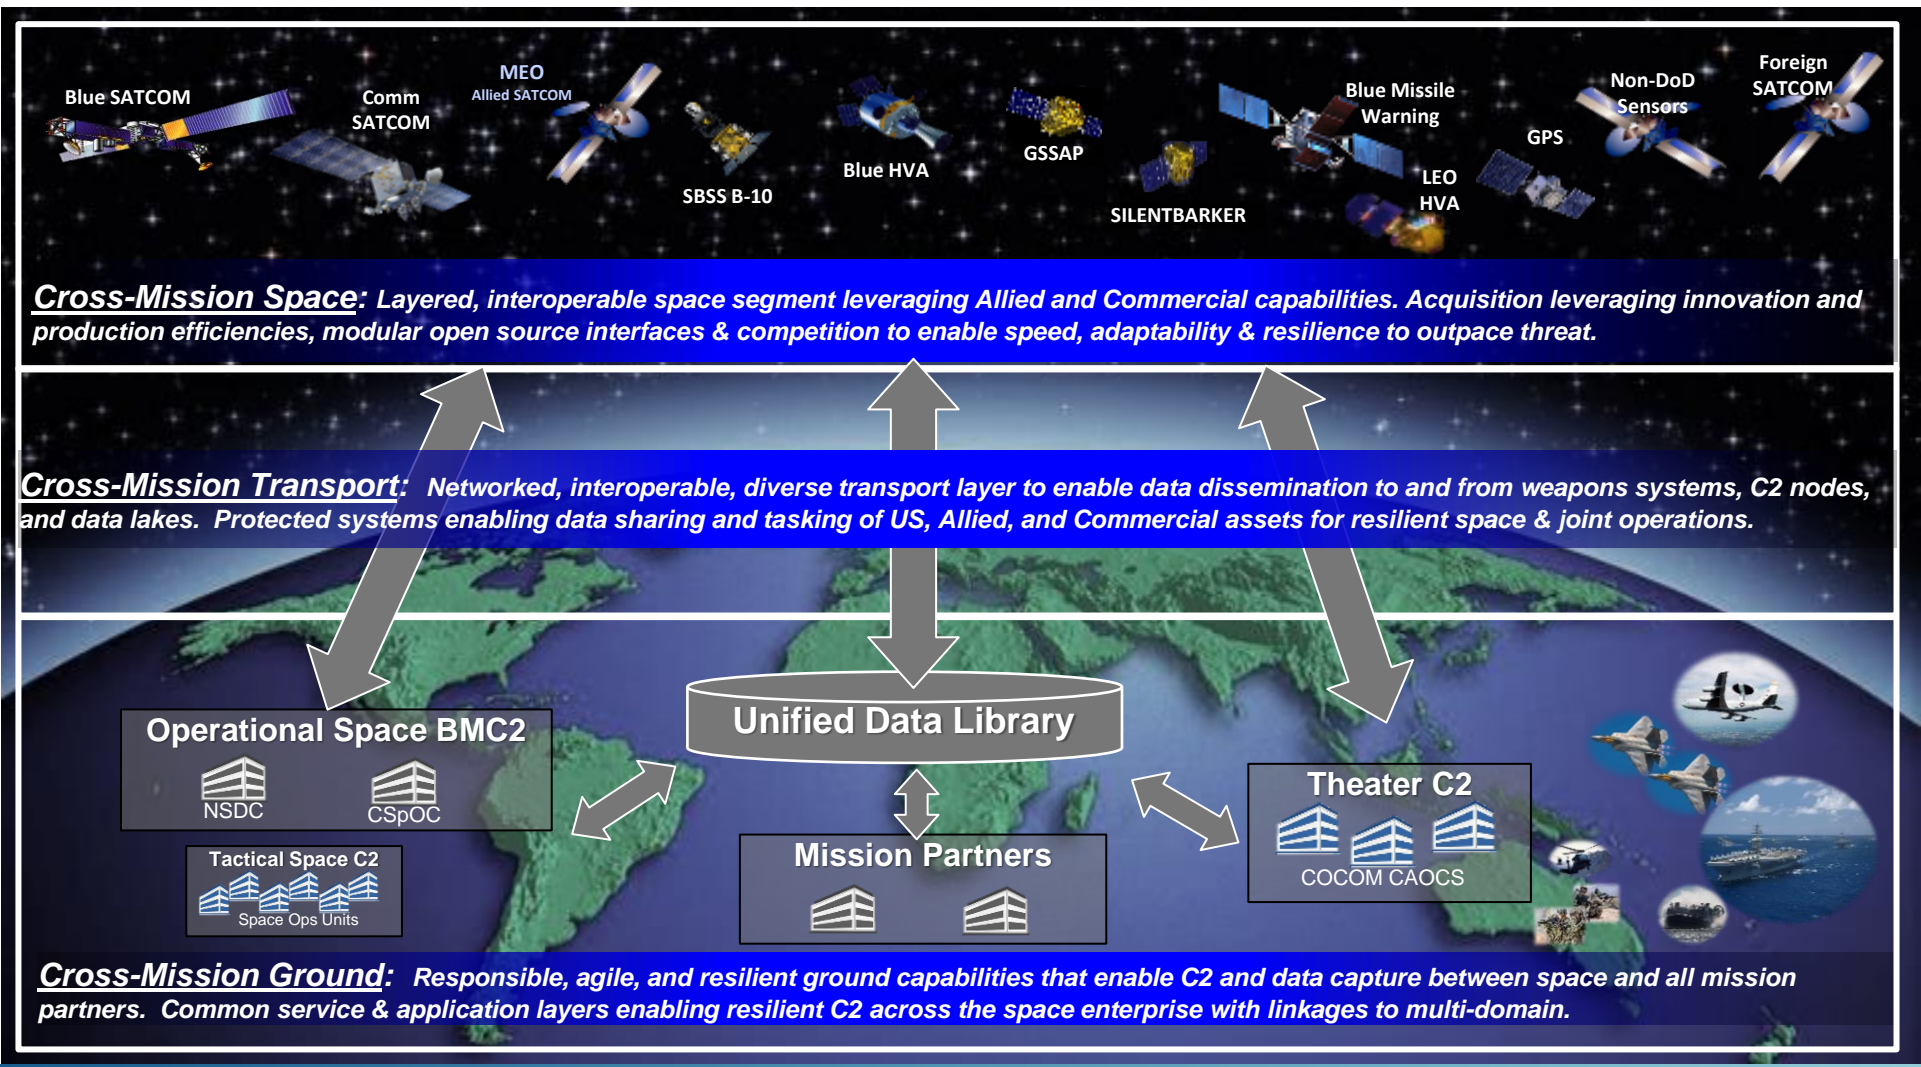 Blue SATCOM
Comm
SATCOM
MEO
Allied SATCOM
SBSS B-10
Blue HVA
GSSAP
SILENTBARKER
Blue Missile
Warning
LEO
HVA
GPS
Non-DoD
Sensors
Foreign
SATCOM
Cross-Mission Space: Layered, interoperable space segment leveraging Allied and Commercial capabilities. Acquisition leveraging innovation and
production efficiencies, modular open source interfaces & competition to enable speed, adaptability & resilience to outpace threat.
Cross-Mission Transport: Networked, interoperable, diverse transport layer to enable data dissemination to and from weapons systems, C2 nodes,
and data lakes. Protected systems enabling data sharing and tasking of US, Allied, and Commercial assets for resilient space & joint operations.
Operational Space BMC2
NSDC
CSpOC
Tactical Space C2
Space Ops Units
Unified Data Library
Mission Partners
Theater C2
COCOM CAOCS
Cross-Mission Ground: Responsible, agile, and resilient ground capabilities that enable C2 and data capture between space and all mission
partners. Common service & application layers enabling resilient C2 across the space enterprise with linkages to multi-domain.